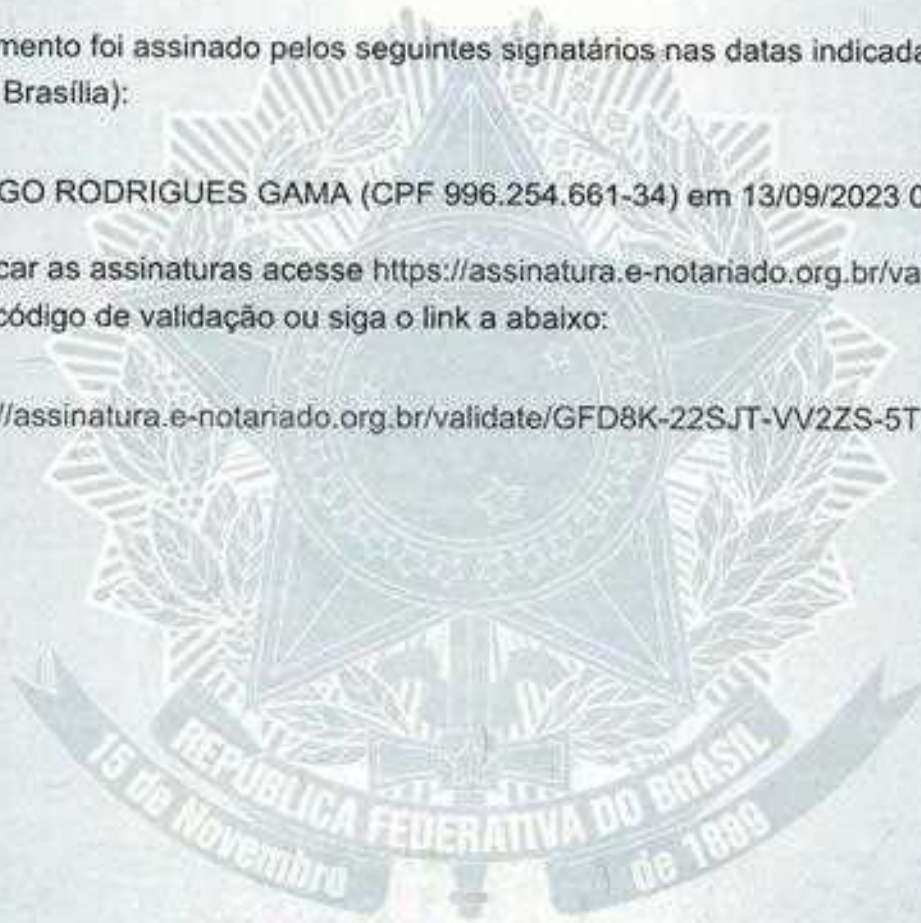 mento foi assinado pelos seguintes signatários nas datas indicada
Brasília):
GO RODRIGUES GAMA (CPF 996.254.661-34) em 13/09/2023 0
car as assinaturas acesse https://assinatura.e-notariado.org.br/va
código de validação ou siga o link a abaixo:
//assinatura.e-notariado.org.br/validate/GFD8K-22SJT-VV2ZS-5T
REPÚBLICA FEDERATIVA DO BRASIL
15 de Novembro de 1889